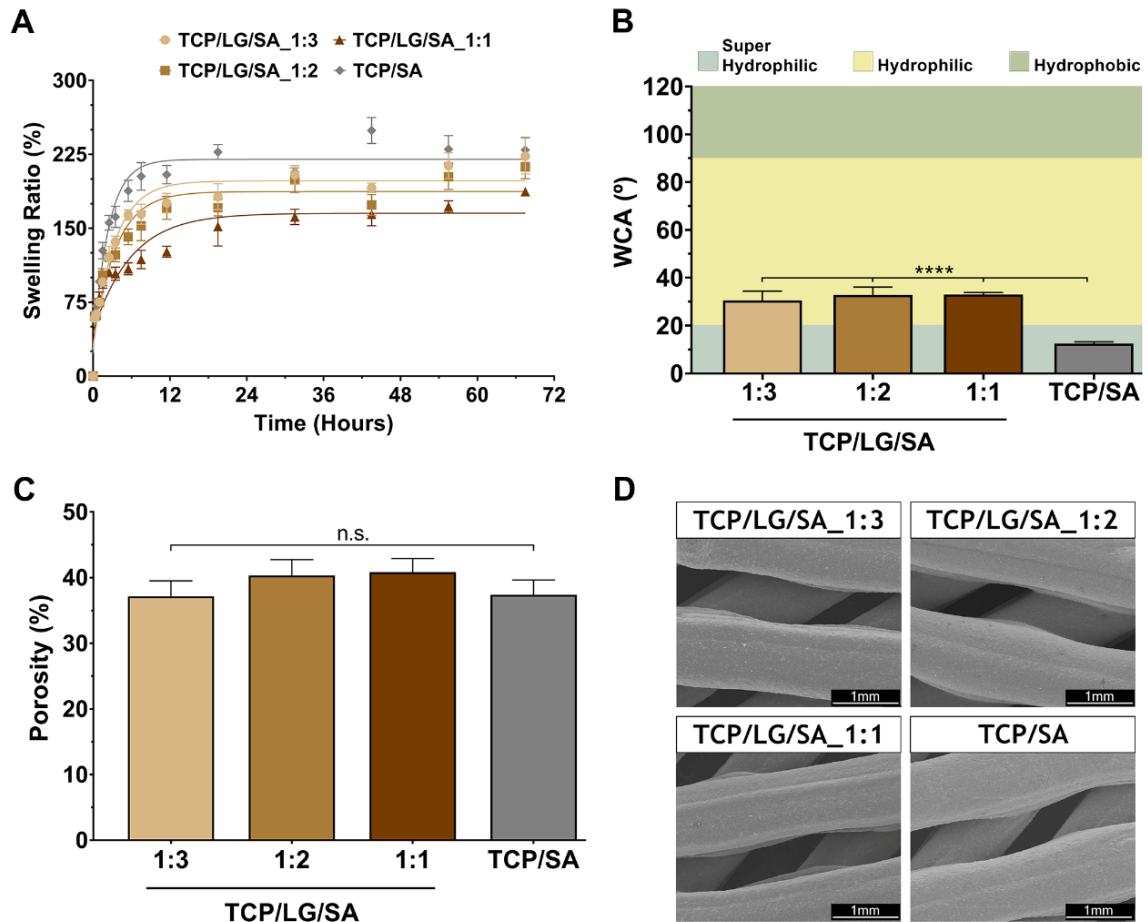 A
TCP/LG/SA_1:3
TCP/LG/SA_1:1
TCP/LG/SA_1:2
TCP/SA
300
225
150
75
0
Swelling Ratio (%)
0 12 24 36 48 60 72
Time (Hours)
B
Super
Hydrophilic
Hydrophilic
Hydrophobic
120
100
80
60
40
20
0
WCA (º)
****
1:3 1:2 1:1 TCP/SA
TCP/LG/SA
C
50
40
30
20
10
0
Porosity (%)
n.s.
1:3 1:2 1:1 TCP/SA
TCP/LG/SA
D
TCP/LG/SA_1:3
TCP/LG/SA_1:2
1mm
1mm
TCP/LG/SA_1:1
TCP/SA
1mm
1mm